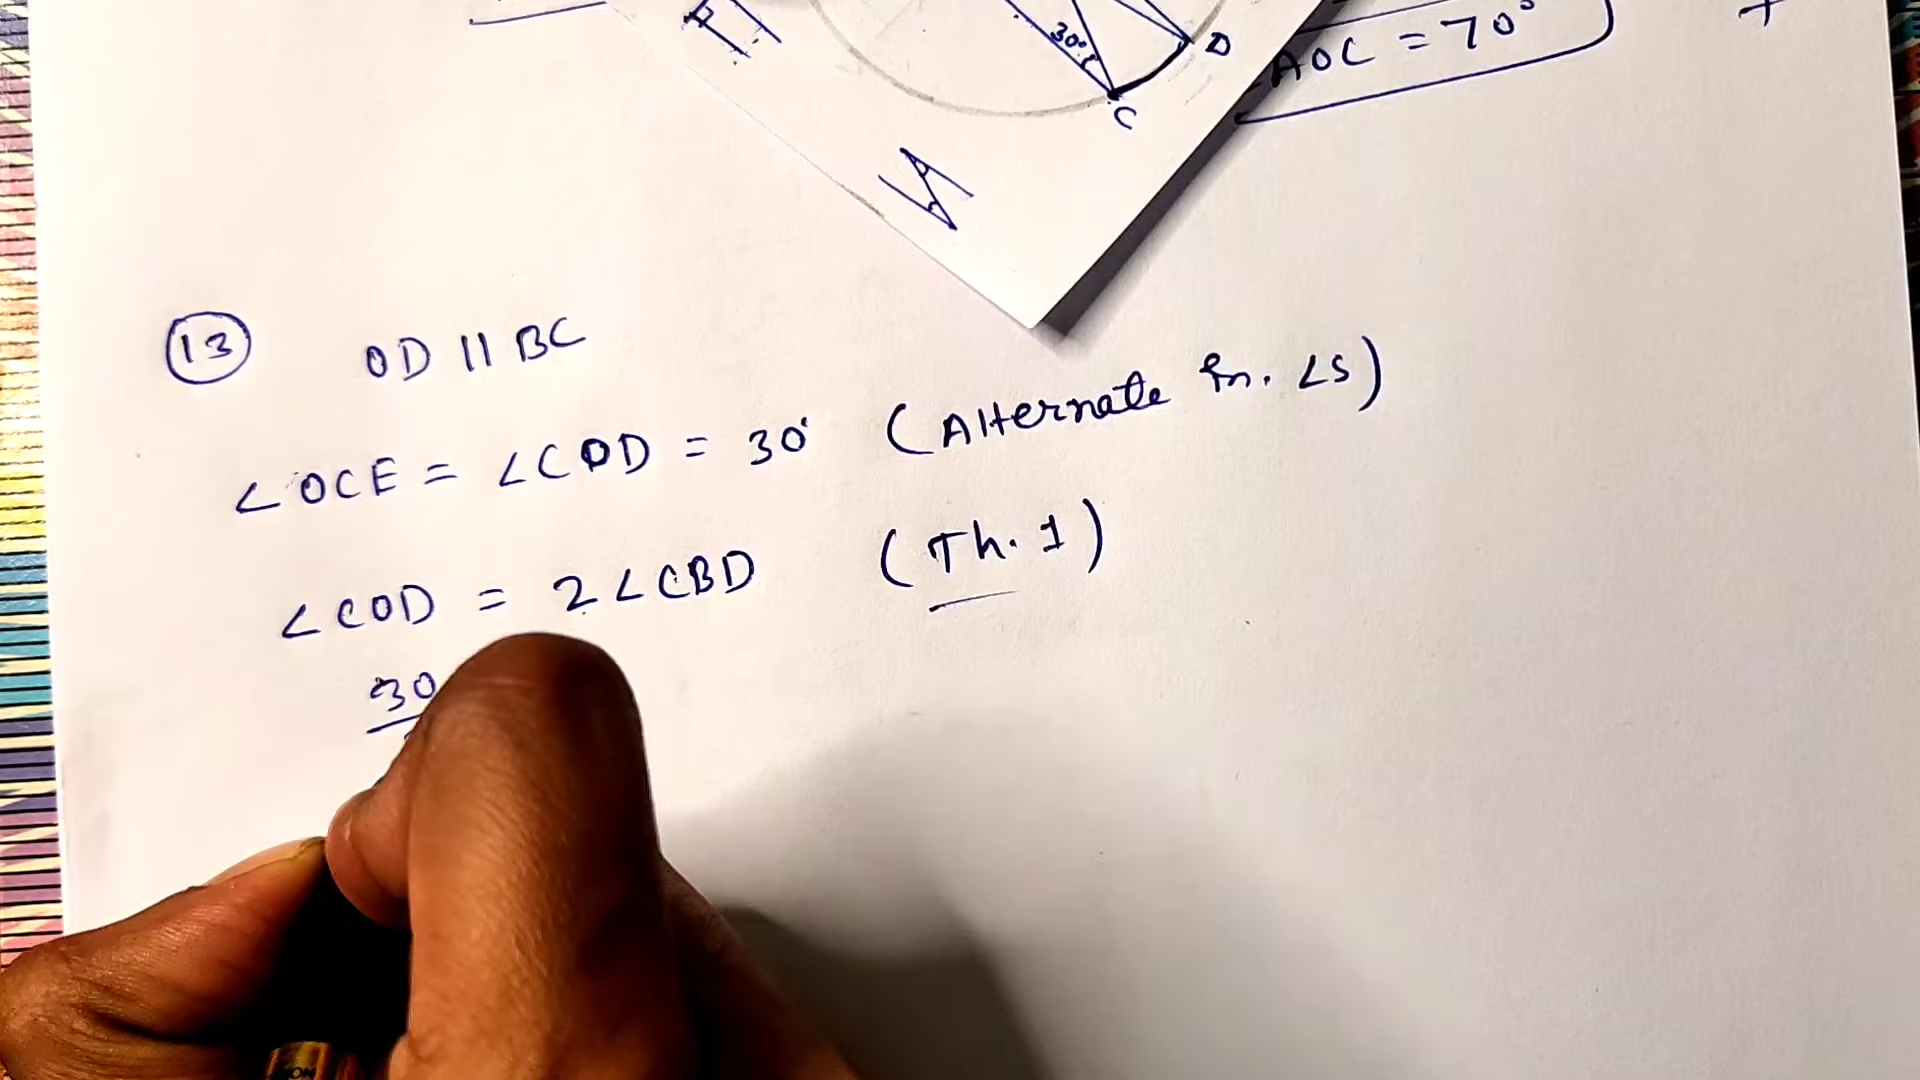 30°
D
C
AOC = 70°
13 OD || BC
∠OCE = ∠COD = 30° (Alternate In. ∠S)
∠COD = 2∠CBD (Th. 1)
30